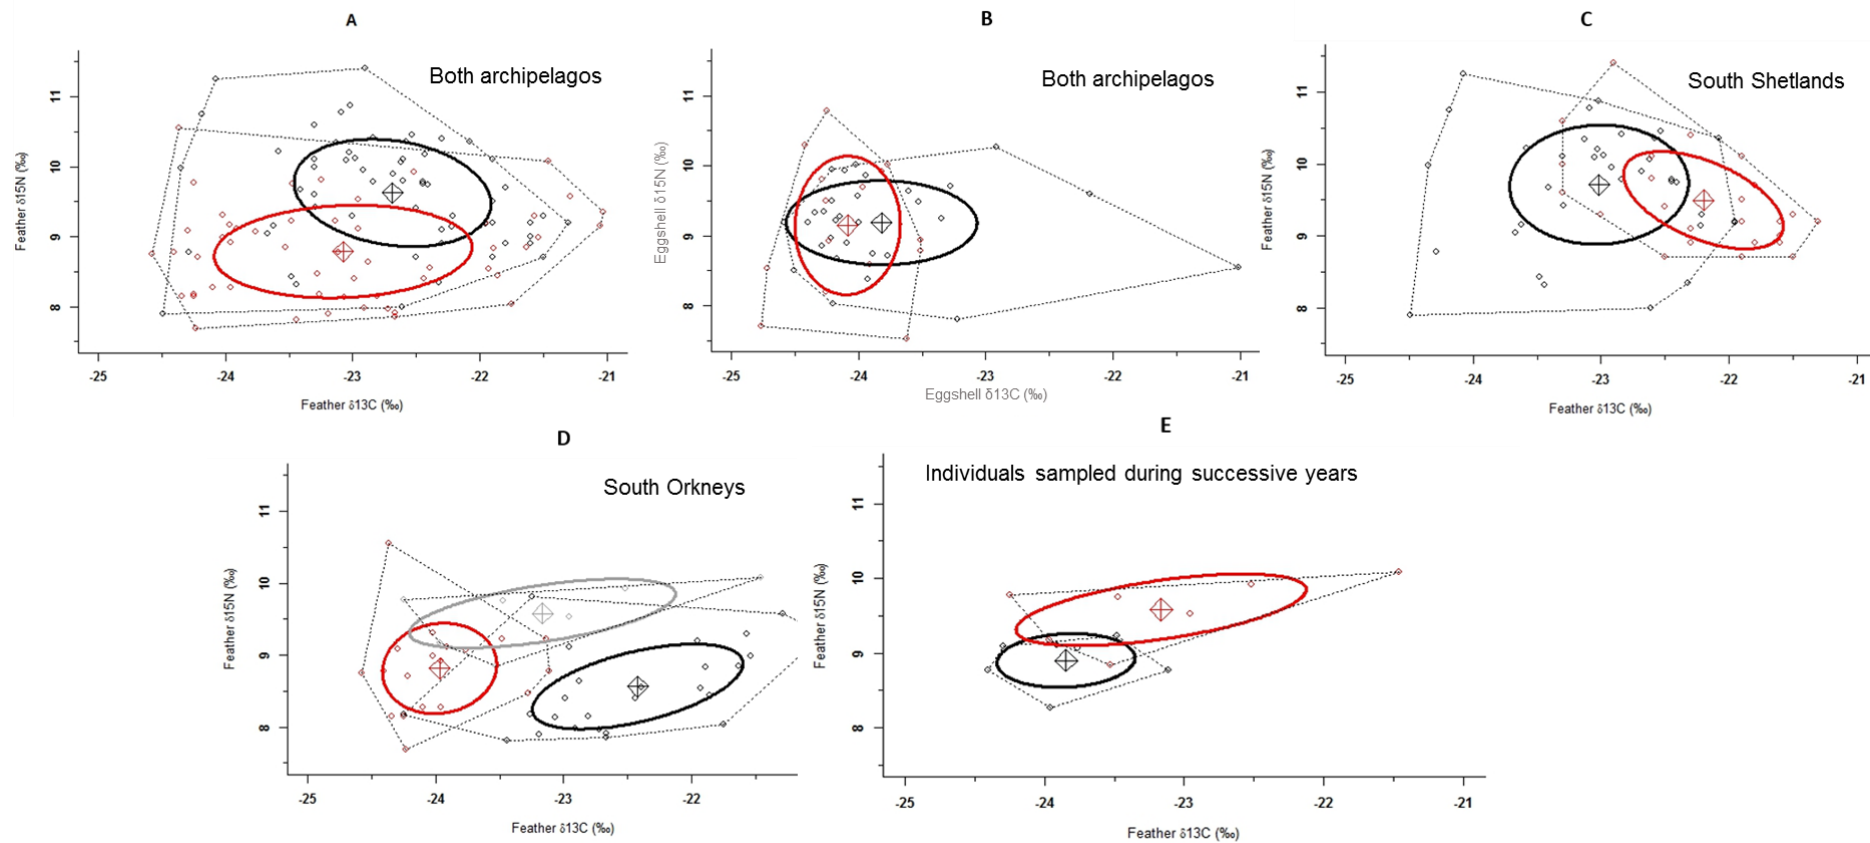 A
Both archipelagos
11
10
9
8
Feather δ15N (‰)
-25
-24
-23
-22
-21
Feather δ13C (‰)
B
Both archipelagos
11
10
9
8
Eggshell δ15N (‰)
-25
-24
-23
-22
-21
Eggshell δ13C (‰)
C
South Shetlands
11
10
9
8
Feather δ15N (‰)
-25
-24
-23
-22
-21
Feather δ13C (‰)
D
South Orkneys
11
10
9
8
Feather δ15N (‰)
-25
-24
-23
-22
Feather δ13C (‰)
E
Individuals sampled during successive years
11
10
9
8
Feather δ15N (‰)
-25
-24
-23
-22
-21
Feather δ13C (‰)